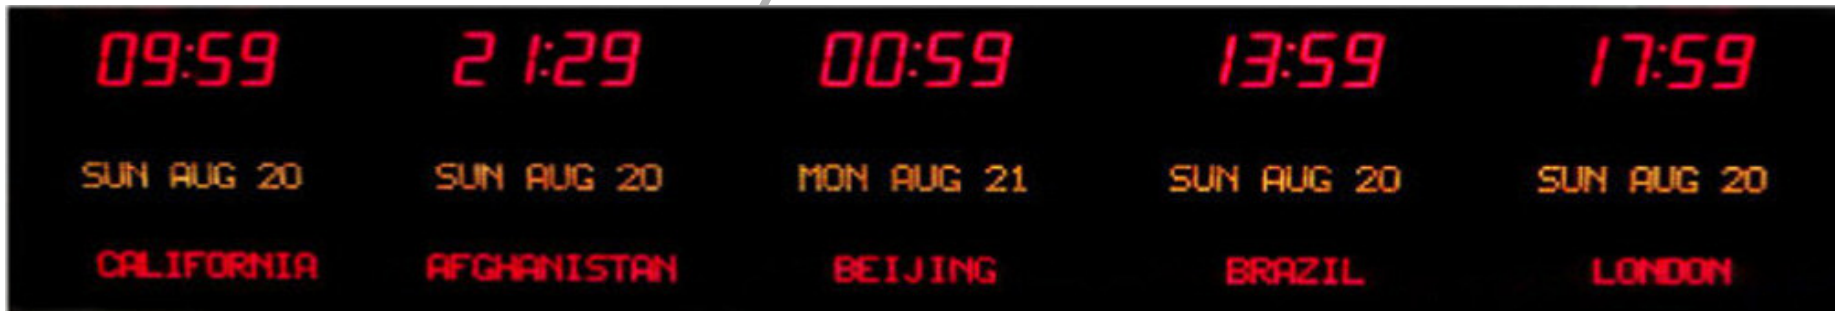 09:59 21:29 00:59 13:59 17:59
SUN AUG 20 SUN AUG 20 MON AUG 21 SUN AUG 20 SUN AUG 20
CALIFORNIA AFGHANISTAN BEIJING BRAZIL LONDON